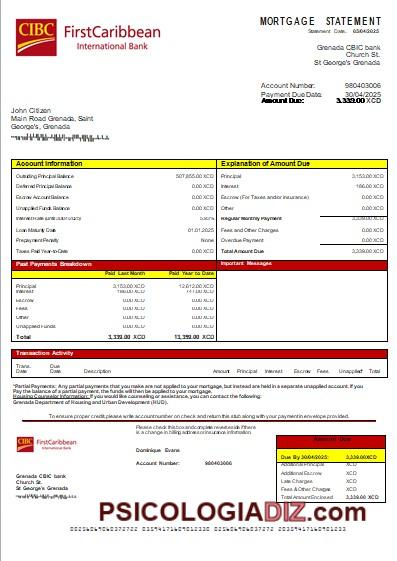 CIBC FirstCaribbean
International Bank
MORTGAGE STATEMENT
Statement Date: 05/04/2025
Grenada CBIC bank
Church St.
St George's Grenada
Account Number: 980403006
Payment Due Date: 30/04/2025
Amount Due: 3,339.00 XCD
John Citizen
Main Road Grenada, Saint
George's, Grenada
Account Information
Outstanding Principal Balance 507,855.00 XCD
Deferred Principal Balance 0.00 XCD
Escrow Account Balance 0.00 XCD
Unapplied Funds Balance 0.00 XCD
Loan Maturity Date 01.01.2025
Prepayment Penalty None
Taxes Paid Year-to-Date 0.00 XCD
Explanation of Amount Due
Principal 3,153.00 XCD
Interest 186.00 XCD
Escrow (For Taxes and/or Insurance) 0.00 XCD
Other 0.00 XCD
Regular Monthly Payment 3,339.00 XCD
Fees and Other Charges 0.00 XCD
Overdue Payment 0.00 XCD
Total Amount Due 3,339.00 XCD
Past Payments Breakdown
Paid Last Month Paid Year to Date
Principal 3,153.00 XCD 12,612.00 XCD
Interest 186.00 XCD 747.00 XCD
Escrow 0.00 XCD 0.00 XCD
Fees 0.00 XCD 0.00 XCD
Other 0.00 XCD 0.00 XCD
Unapplied Funds 0.00 XCD 0.00 XCD
Total 3,339.00 XCD 13,359.00 XCD
Important Messages
Transaction Activity
Trans. Date Due Date Description Amount Principal Interest Escrow Fees Unapplied* Total
*Partial Payments: Any partial payments that you make are not applied to your mortgage, but instead are held in a separate unapplied account. If you
Pay the balance of a partial payment, the funds will then be applied to your mortgage.
Housing Counselor Information: If you would like counseling or assistance, you can contact the following:
Grenada Department of Housing and Urban Development (HUD).
To ensure proper credit, please write account number on check and return this stub along with your payment in envelope provided.
CIBC FirstCaribbean
International Bank
Please check this box and complete reverse side if there
is a change in billing address or insurance information
Dominique Evans
Account Number: 980403006
Grenada CBIC bank
Church St.
St George's Grenada
Amount Due
Due By 30/04/2025: 3,339.00XCD
Additional Principal XCD
Additional Escrow XCD
Late Charges XCD
Fees & Other Charges XCD
Total Amount Enclosed 3,339.00 XCD
PSICOLOGIADIZ.com